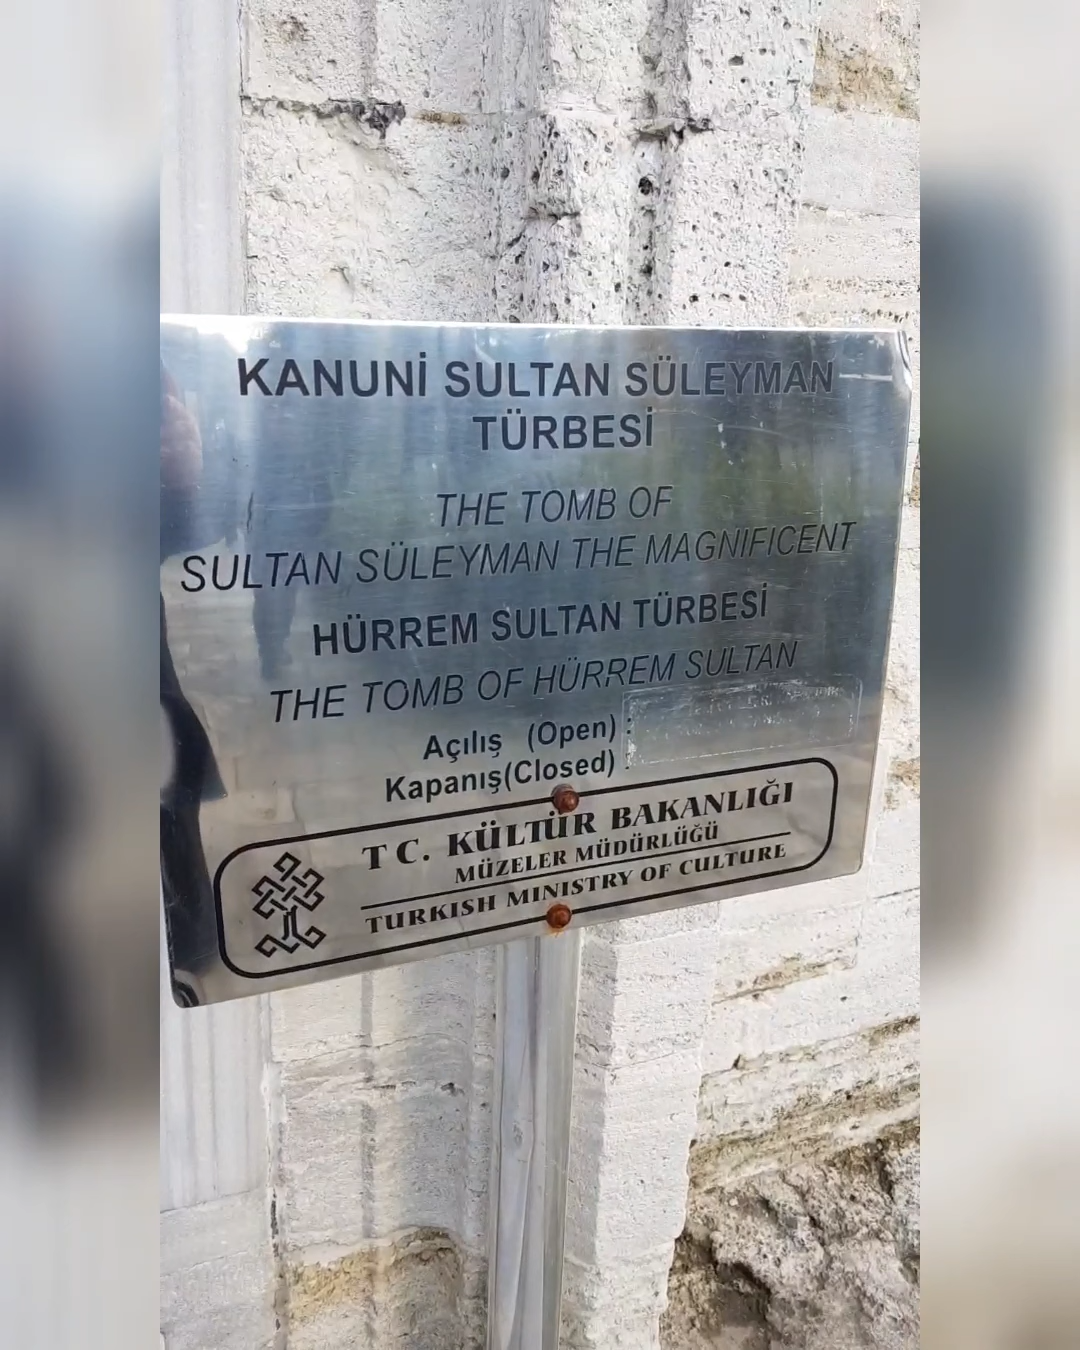 KANUNİ SULTAN SÜLEYMAN
TÜRBESİ
THE TOMB OF
SULTAN SÜLEYMAN THE MAGNIFICENT
HÜRREM SULTAN TÜRBESİ
THE TOMB OF HÜRREM SULTAN
Açılış (Open) :
Kapanış(Closed) :
T C. KÜLTÜR BAKANLIĞI
MÜZELER MÜDÜRLÜĞÜ
TURKISH MINISTRY OF CULTURE